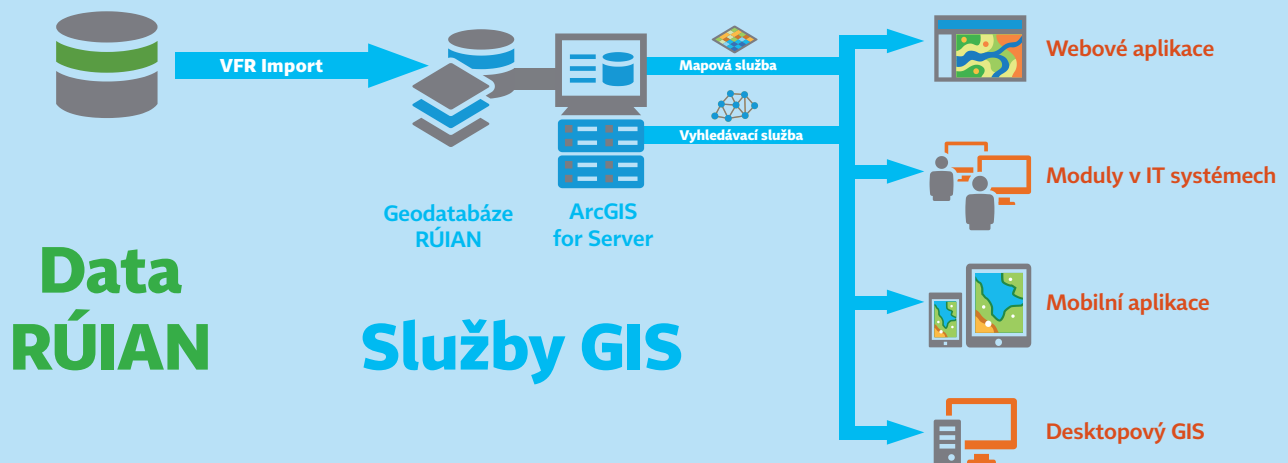 VFR Import
Mapová služba
Vyhledávací služba
Geodatabáze
RÚIAN
ArcGIS
for Server
Data
RÚIAN
Služby GIS
Webové aplikace
Moduly v IT systémech
Mobilní aplikace
Desktopový GIS